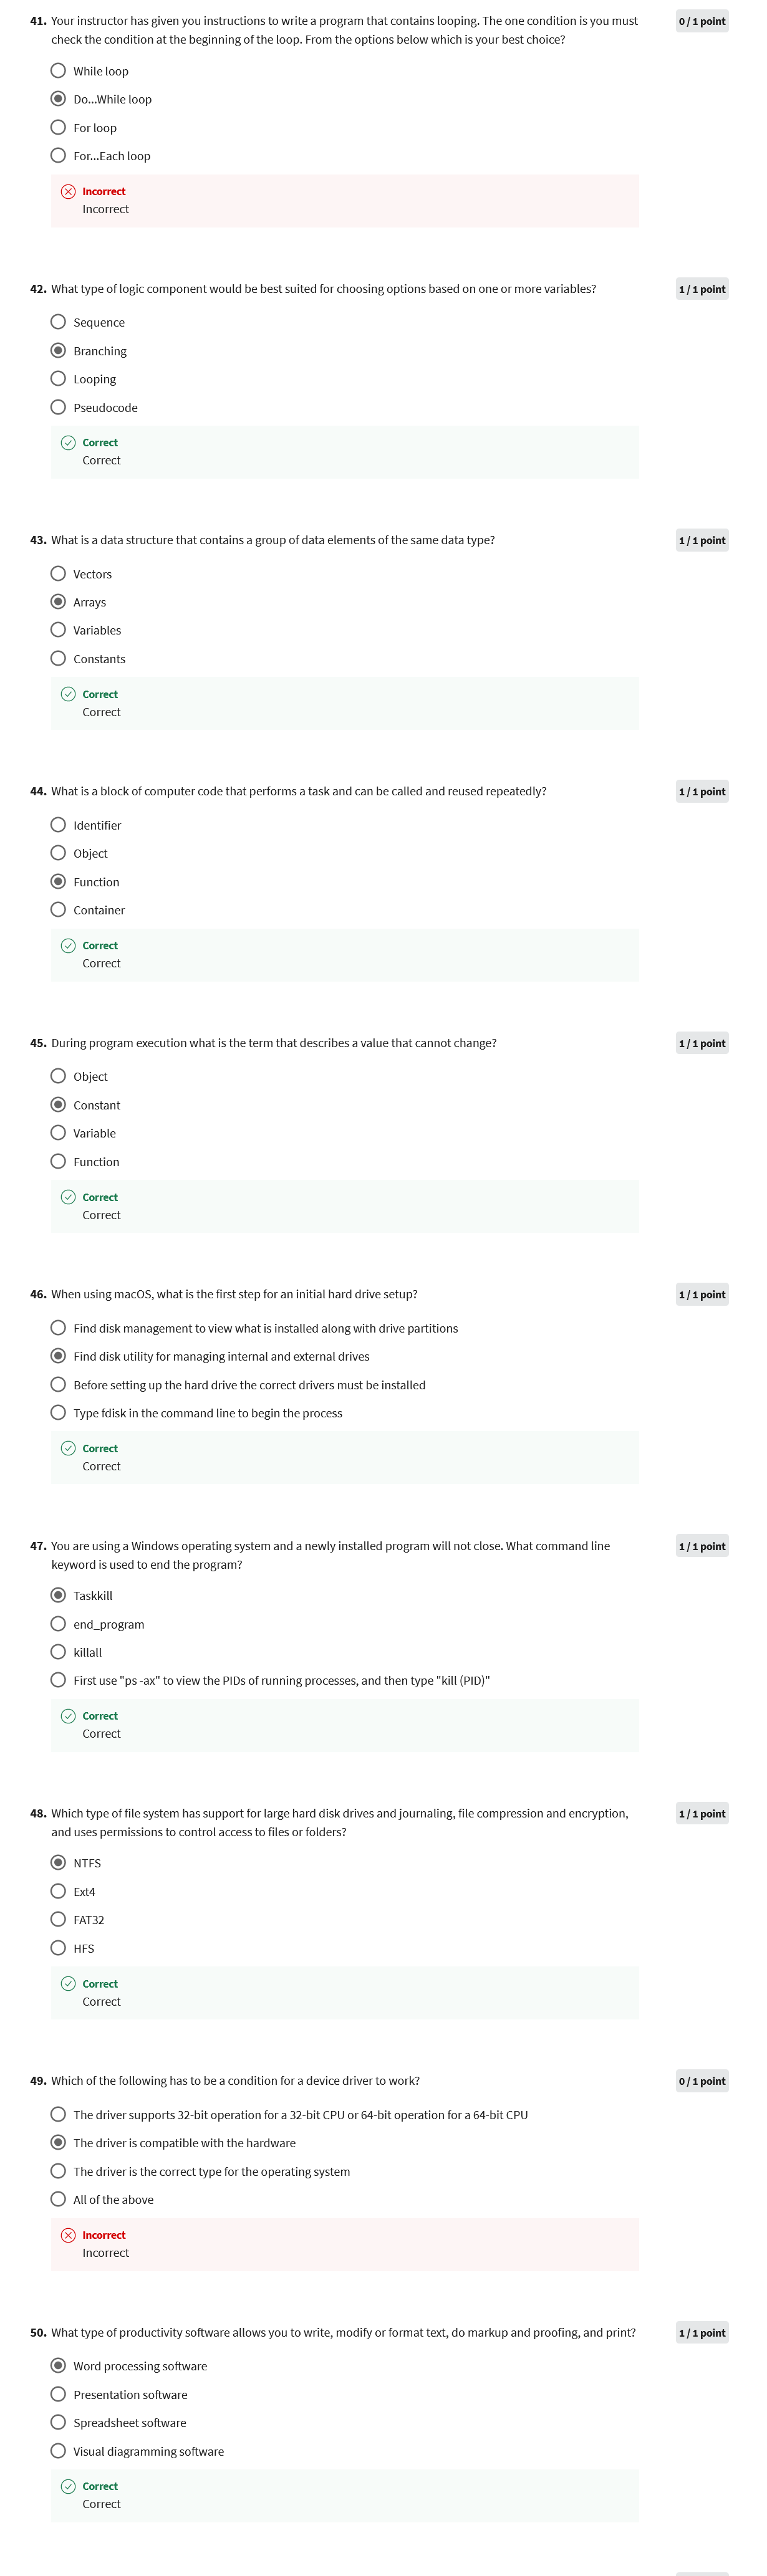 41. Your instructor has given you instructions to write a program that contains looping. The one condition is you must
check the condition at the beginning of the loop. From the options below which is your best choice?
0 / 1 point
While loop
Do...While loop
For loop
For...Each loop
Incorrect
Incorrect
42. What type of logic component would be best suited for choosing options based on one or more variables?
1 / 1 point
Sequence
Branching
Looping
Pseudocode
Correct
Correct
43. What is a data structure that contains a group of data elements of the same data type?
1 / 1 point
Vectors
Arrays
Variables
Constants
Correct
Correct
44. What is a block of computer code that performs a task and can be called and reused repeatedly?
1 / 1 point
Identifier
Object
Function
Container
Correct
Correct
45. During program execution what is the term that describes a value that cannot change?
1 / 1 point
Object
Constant
Variable
Function
Correct
Correct
46. When using macOS, what is the first step for an initial hard drive setup?
1 / 1 point
Find disk management to view what is installed along with drive partitions
Find disk utility for managing internal and external drives
Before setting up the hard drive the correct drivers must be installed
Type fdisk in the command line to begin the process
Correct
Correct
47. You are using a Windows operating system and a newly installed program will not close. What command line
keyword is used to end the program?
1 / 1 point
Taskkill
end_program
killall
First use "ps -ax" to view the PIDs of running processes, and then type "kill (PID)"
Correct
Correct
48. Which type of file system has support for large hard disk drives and journaling, file compression and encryption,
and uses permissions to control access to files or folders?
1 / 1 point
NTFS
Ext4
FAT32
HFS
Correct
Correct
49. Which of the following has to be a condition for a device driver to work?
0 / 1 point
The driver supports 32-bit operation for a 32-bit CPU or 64-bit operation for a 64-bit CPU
The driver is compatible with the hardware
The driver is the correct type for the operating system
All of the above
Incorrect
Incorrect
50. What type of productivity software allows you to write, modify or format text, do markup and proofing, and print?
1 / 1 point
Word processing software
Presentation software
Spreadsheet software
Visual diagramming software
Correct
Correct